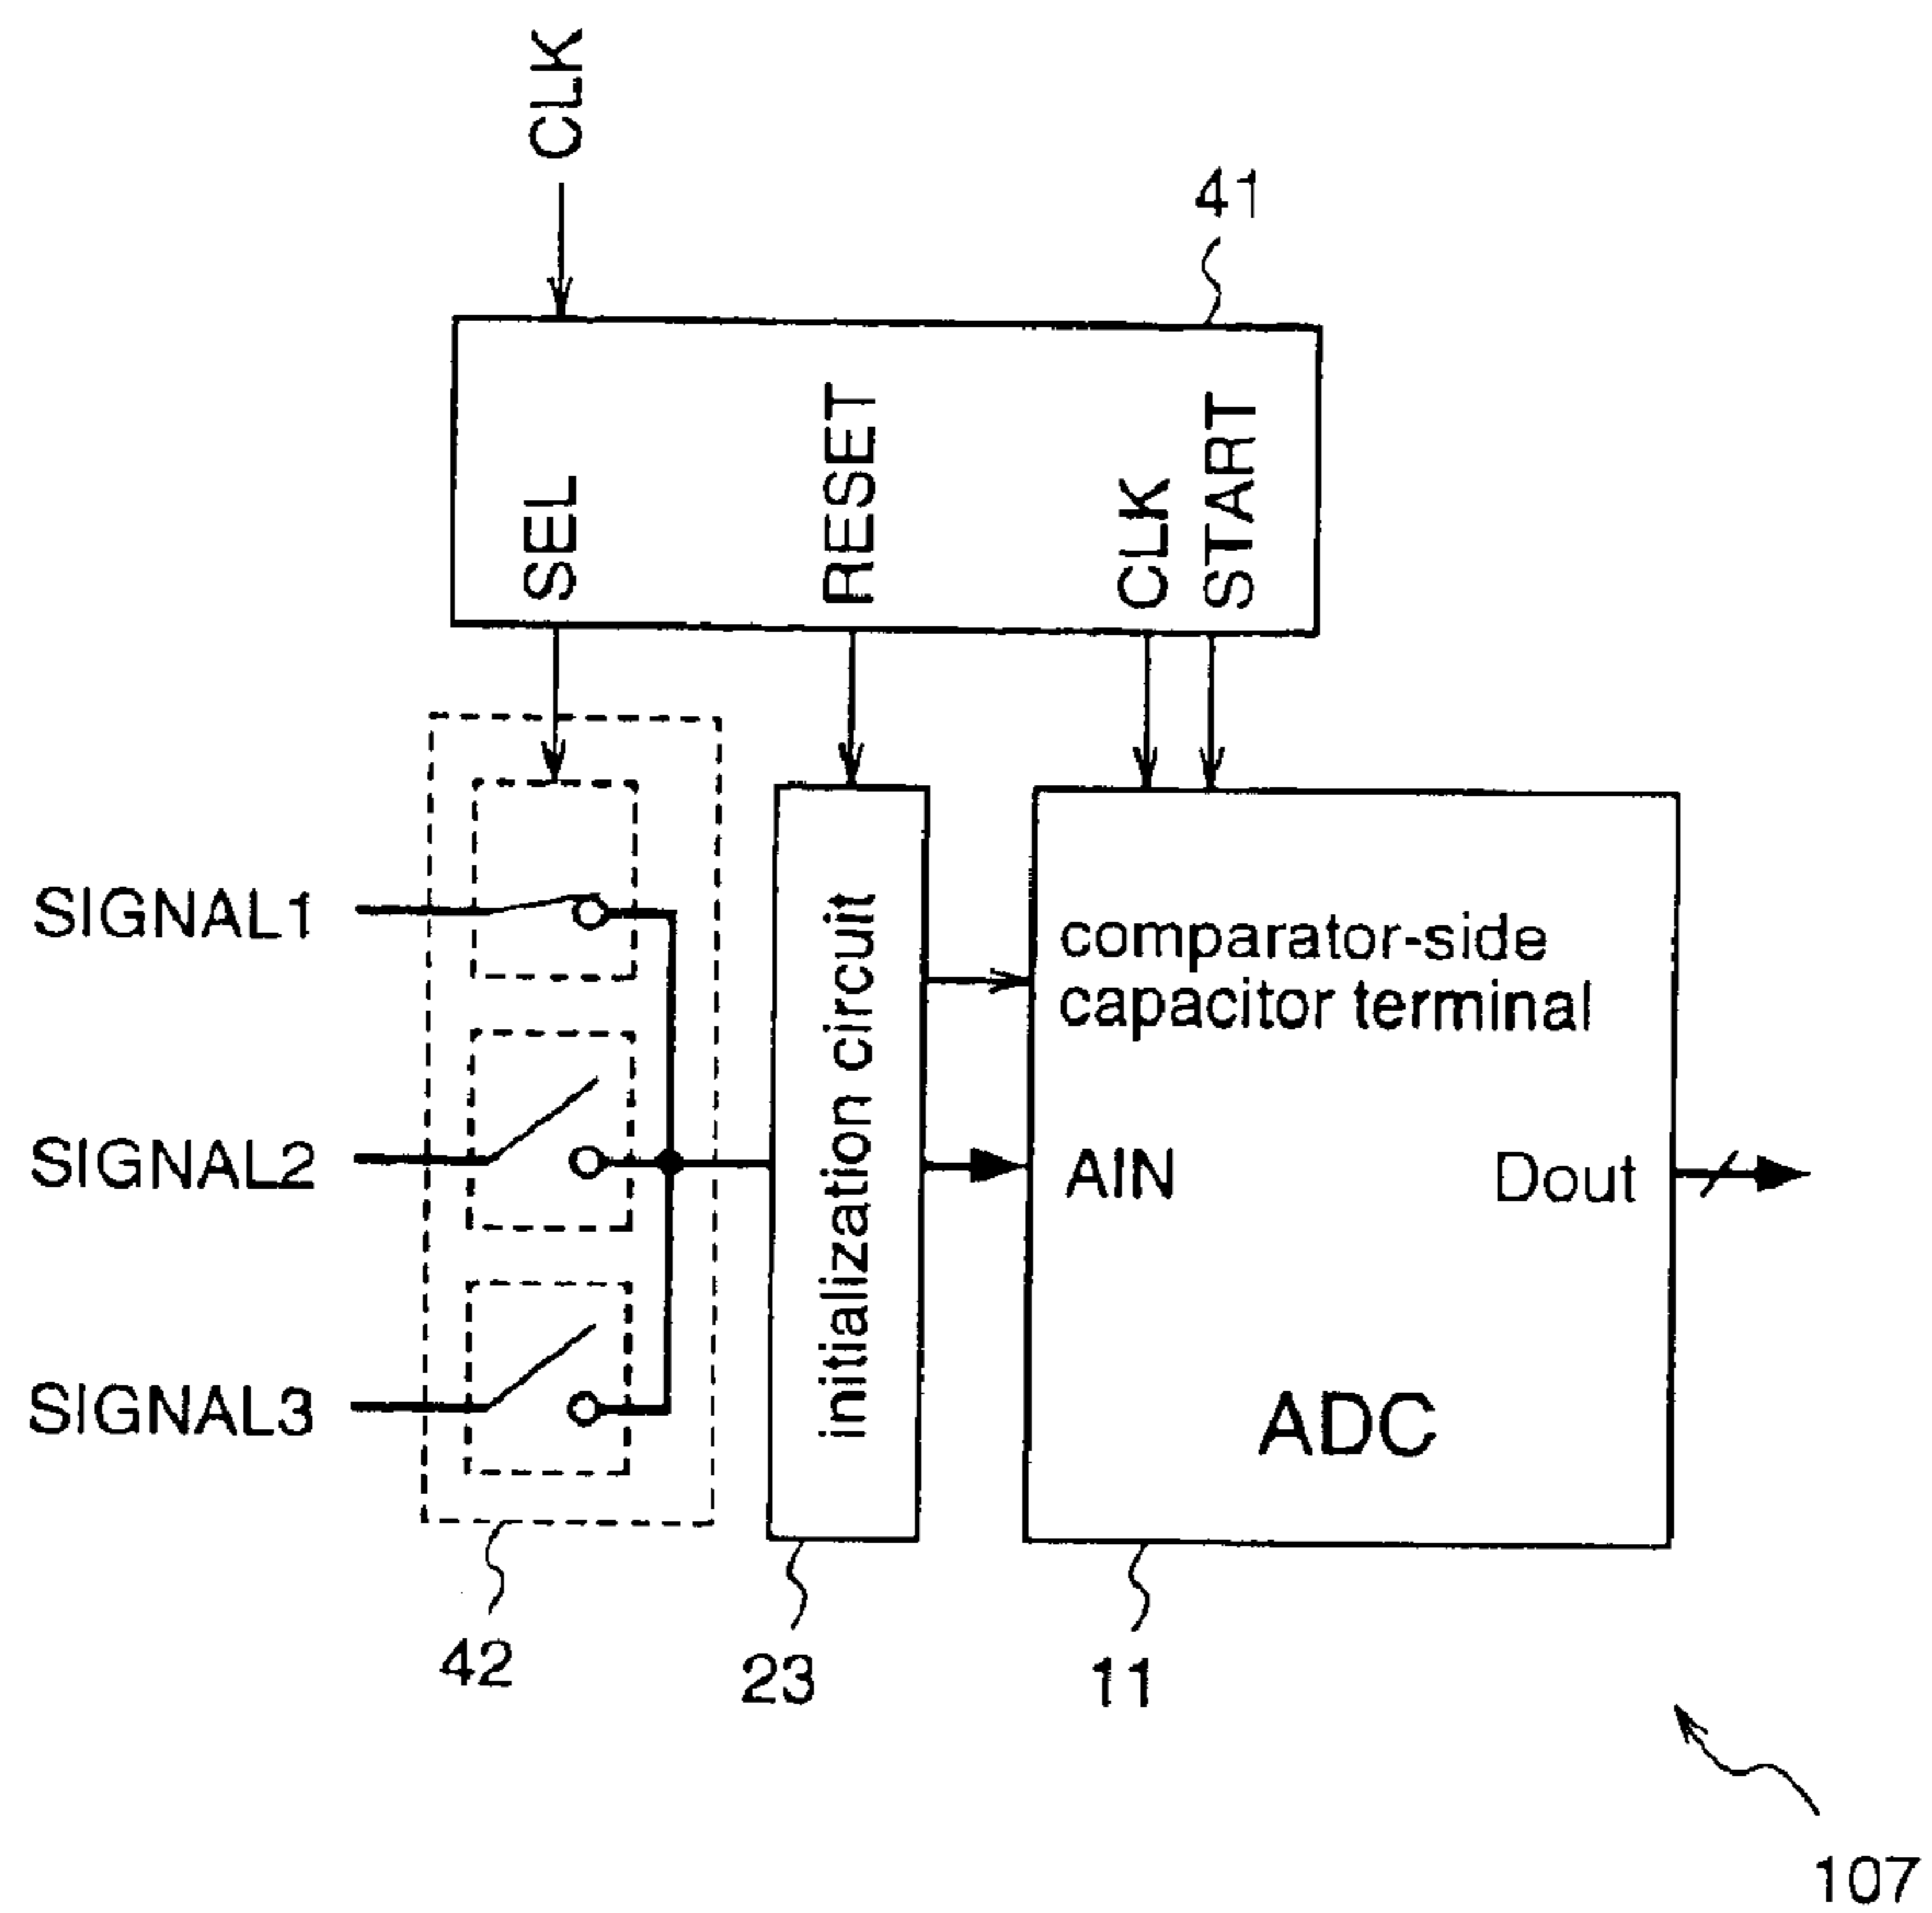 CLK
41
SEL
RESET
CLK
START
SIGNAL1
SIGNAL2
SIGNAL3
initialization circuit
comparator-side
capacitor terminal
AIN
Dout
ADC
42
23
11
107